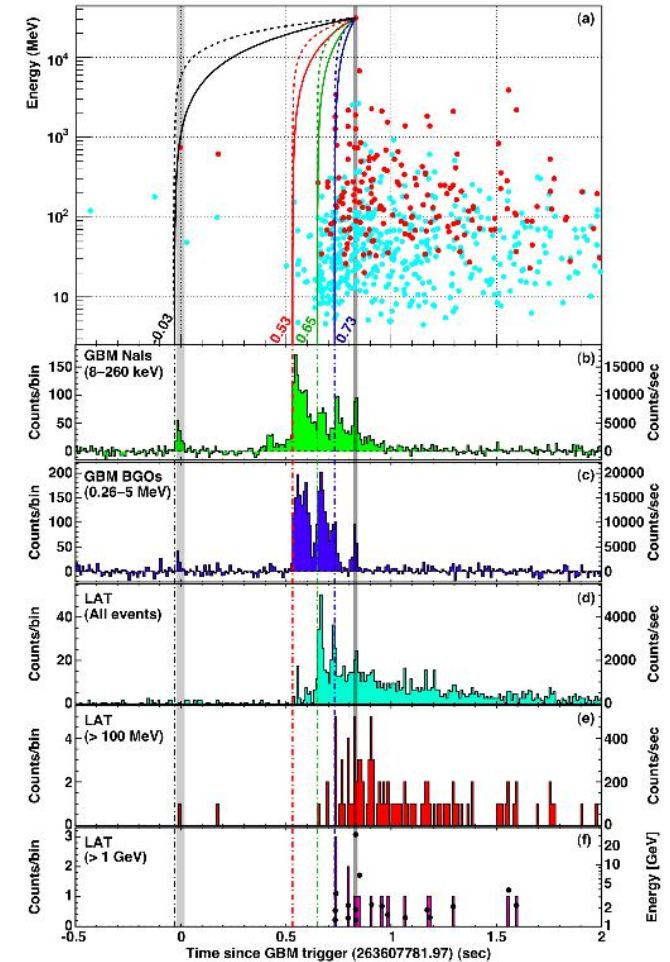 (a)
Energy (MeV)
10⁴
10³
10²
10
-0.03
0.53
0.65
0.73
GBM NaIs
(8–260 keV)
(b)
Counts/bin
150
100
50
0
15000
10000
5000
0
Counts/sec
GBM BGOs
(0.26–5 MeV)
(c)
Counts/bin
200
150
100
50
0
20000
15000
10000
5000
0
Counts/sec
LAT
(All events)
(d)
Counts/bin
40
20
0
4000
2000
0
Counts/sec
LAT
(> 100 MeV)
(e)
Counts/bin
4
2
0
400
200
0
Counts/sec
LAT
(> 1 GeV)
(f)
Counts/bin
3
2
1
0
20
10
5
2
1
Energy [GeV]
-0.5 0 0.5 1 1.5 2
Time since GBM trigger (263607781.97) (sec)